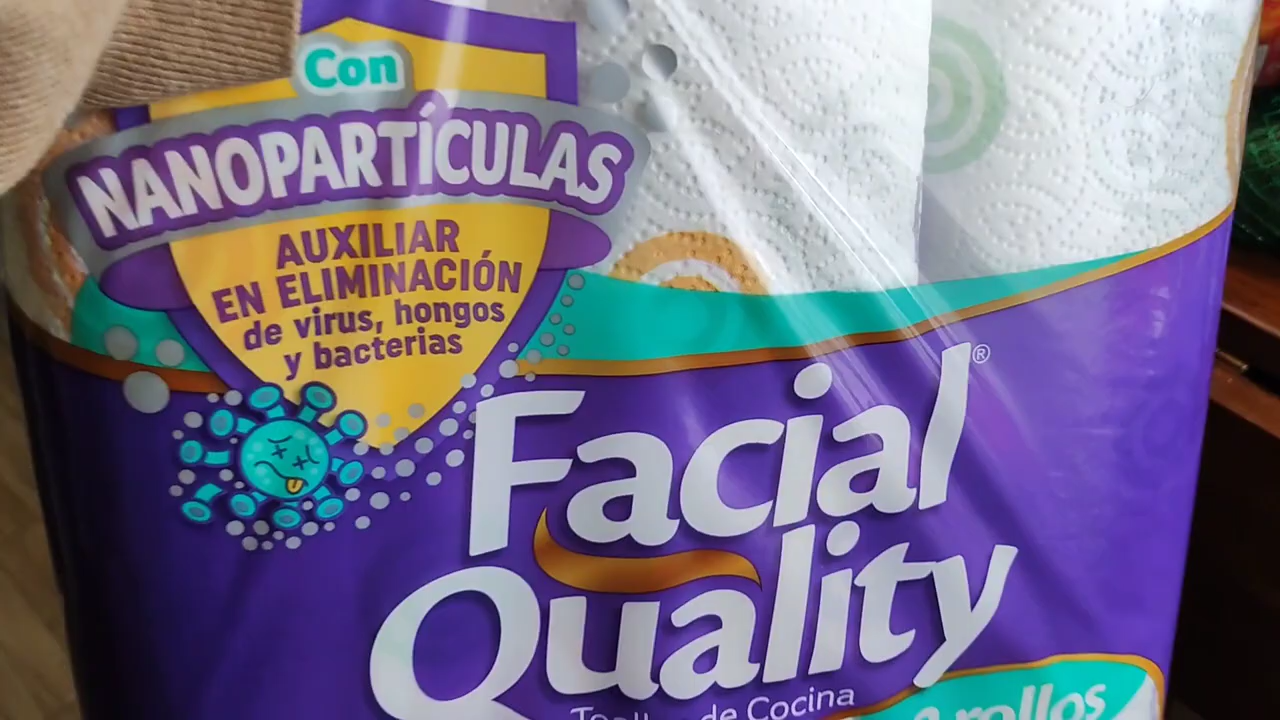 Con
NANOPARTÍCULAS
AUXILIAR
EN ELIMINACIÓN
de virus, hongos
y bacterias
Facial®
Quality
de Cocina
rollos